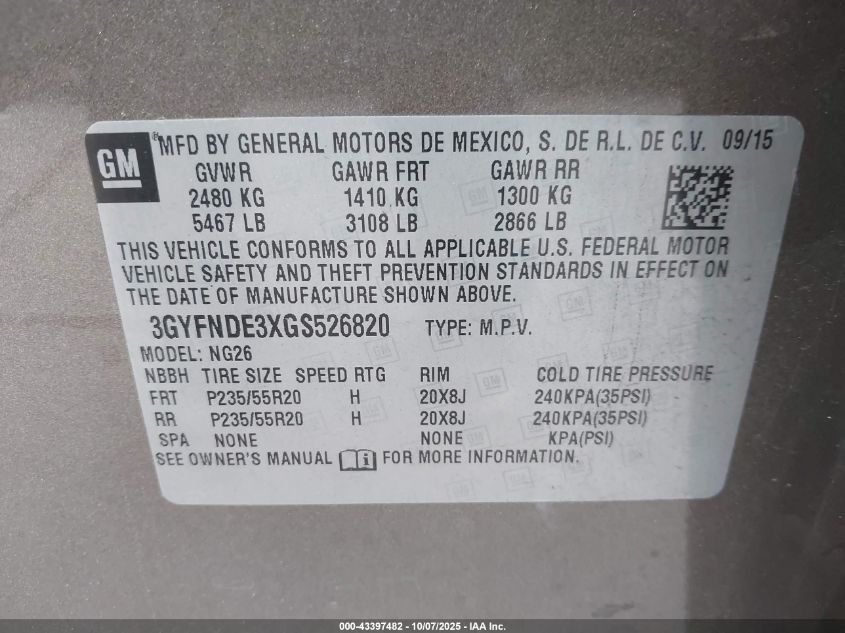 GM
® MFD BY GENERAL MOTORS DE MEXICO, S. DE R.L. DE C.V. 09/15
GVWR GAWR FRT GAWR RR
2480 KG 1410 KG 1300 KG
5467 LB 3108 LB 2866 LB
THIS VEHICLE CONFORMS TO ALL APPLICABLE U.S. FEDERAL MOTOR
VEHICLE SAFETY AND THEFT PREVENTION STANDARDS IN EFFECT ON
THE DATE OF MANUFACTURE SHOWN ABOVE.
3GYFNDE3XGS526820 TYPE: M.P.V.
MODEL: NG26
NBBH TIRE SIZE SPEED RTG RIM COLD TIRE PRESSURE
FRT P235/55R20 H 20X8J 240KPA(35PSI)
RR P235/55R20 H 20X8J 240KPA(35PSI)
SPA NONE NONE KPA(PSI)
SEE OWNER'S MANUAL i FOR MORE INFORMATION.
000-43397482 - 10/07/2025 - IAA Inc.